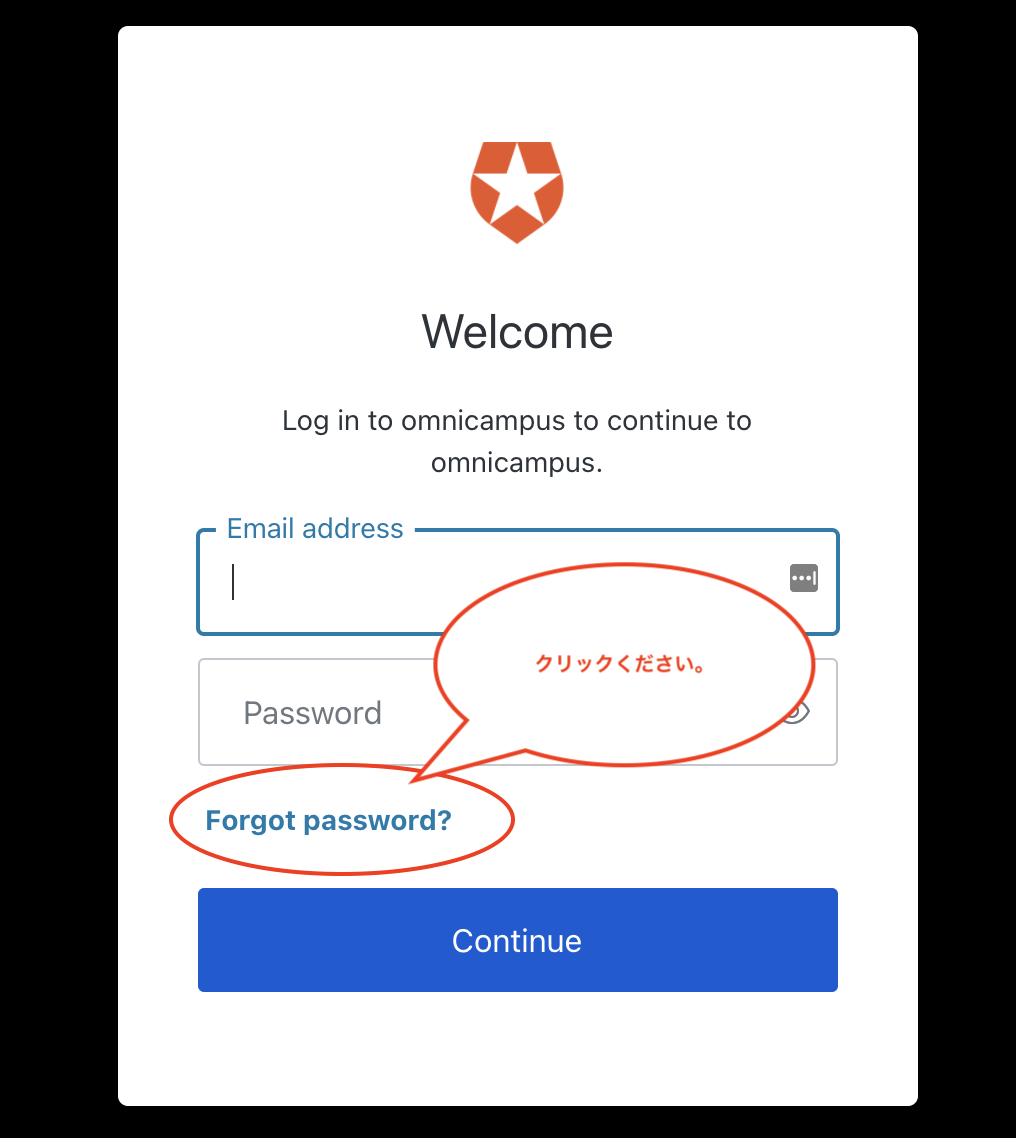 Welcome
Log in to omnicampus to continue to
omnicampus.
Email address
クリックください。
Password
Forgot password?
Continue